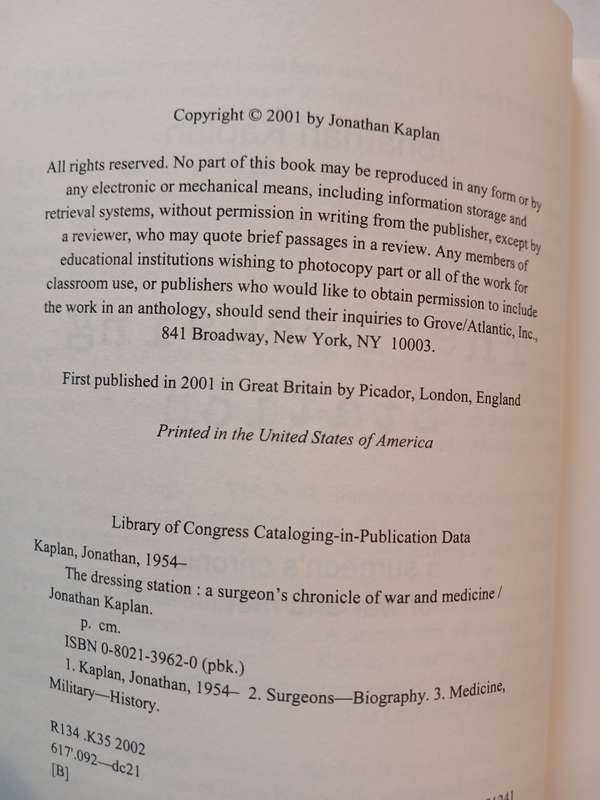 Copyright © 2001 by Jonathan Kaplan
All rights reserved. No part of this book may be reproduced in any form or by
any electronic or mechanical means, including information storage and
retrieval systems, without permission in writing from the publisher, except by
a reviewer, who may quote brief passages in a review. Any members of
educational institutions wishing to photocopy part or all of the work for
classroom use, or publishers who would like to obtain permission to include
the work in an anthology, should send their inquiries to Grove/Atlantic, Inc.,
841 Broadway, New York, NY 10003.
First published in 2001 in Great Britain by Picador, London, England
Printed in the United States of America
Library of Congress Cataloging-in-Publication Data
Kaplan, Jonathan, 1954–
The dressing station : a surgeon's chronicle of war and medicine /
Jonathan Kaplan.
p. cm.
ISBN 0-8021-3962-0 (pbk.)
1. Kaplan, Jonathan, 1954– 2. Surgeons—Biography. 3. Medicine,
Military—History.
R134 .K35 2002
617'.092—dc21
[B]